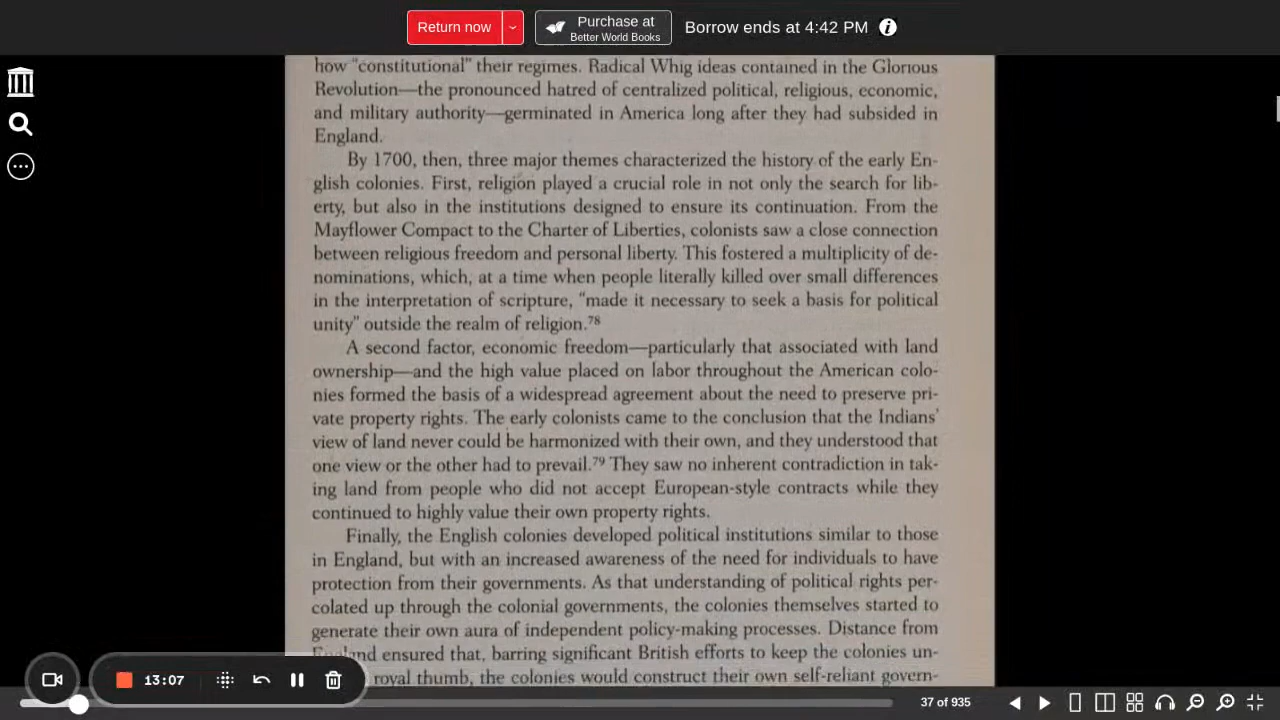 Return now
Purchase at
Better World Books
Borrow ends at 4:42 PM
how "constitutional" their regimes. Radical Whig ideas contained in the Glorious
Revolution—the pronounced hatred of centralized political, religious, economic,
and military authority—germinated in America long after they had subsided in
England.
By 1700, then, three major themes characterized the history of the early En-
glish colonies. First, religion played a crucial role in not only the search for lib-
erty, but also in the institutions designed to ensure its continuation. From the
Mayflower Compact to the Charter of Liberties, colonists saw a close connection
between religious freedom and personal liberty. This fostered a multiplicity of de-
nominations, which, at a time when people literally killed over small differences
in the interpretation of scripture, "made it necessary to seek a basis for political
unity" outside the realm of religion.78
A second factor, economic freedom—particularly that associated with land
ownership—and the high value placed on labor throughout the American colo-
nies formed the basis of a widespread agreement about the need to preserve pri-
vate property rights. The early colonists came to the conclusion that the Indians'
view of land never could be harmonized with their own, and they understood that
one view or the other had to prevail.79 They saw no inherent contradiction in tak-
ing land from people who did not accept European-style contracts while they
continued to highly value their own property rights.
Finally, the English colonies developed political institutions similar to those
in England, but with an increased awareness of the need for individuals to have
protection from their governments. As that understanding of political rights per-
colated up through the colonial governments, the colonies themselves started to
generate their own aura of independent policy-making processes. Distance from
England ensured that, barring significant British efforts to keep the colonies un-
royal thumb, the colonies would construct their own self-reliant govern-
13:07
37 of 935